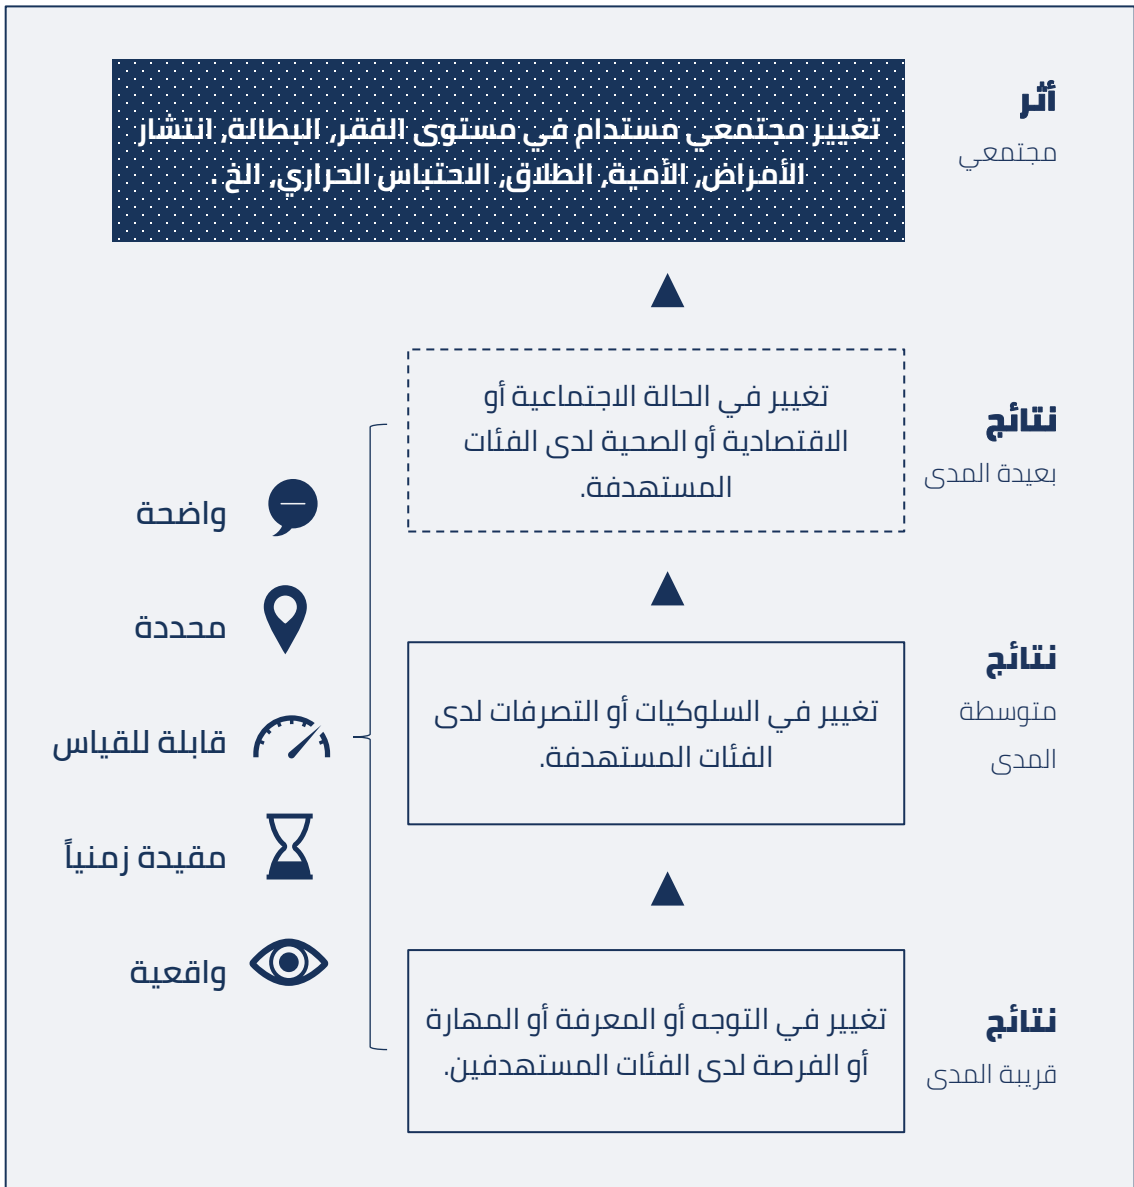 أثر
مجتمعي
تغيير مجتمعي مستدام في مستوى الفقر, البطالة, انتشار
الأمراض, الأمية, الطلاق, الاحتباس الحراري, الخ .
نتائج
بعيدة المدى
تغيير في الحالة الاجتماعية أو
الاقتصادية أو الصحية لدى الفئات
المستهدفة.
نتائج
متوسطة
المدى
تغيير في السلوكيات أو التصرفات لدى
الفئات المستهدفة.
نتائج
قريبة المدى
تغيير في التوجه أو المعرفة أو المهارة
أو الفرصة لدى الفئات المستهدفين.
واضحة
محددة
قابلة للقياس
مقيدة زمنياً
واقعية